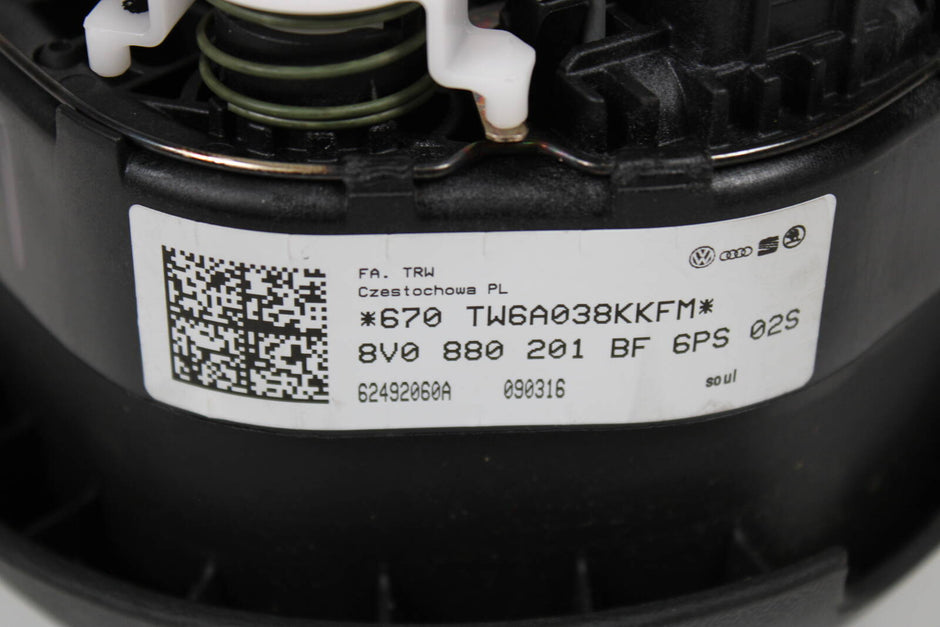 FA. TRW
Czestochowa PL
*670 TW6A038KKFM*
8V0 880 201 BF 6PS 02S
62492060A 090316 soul